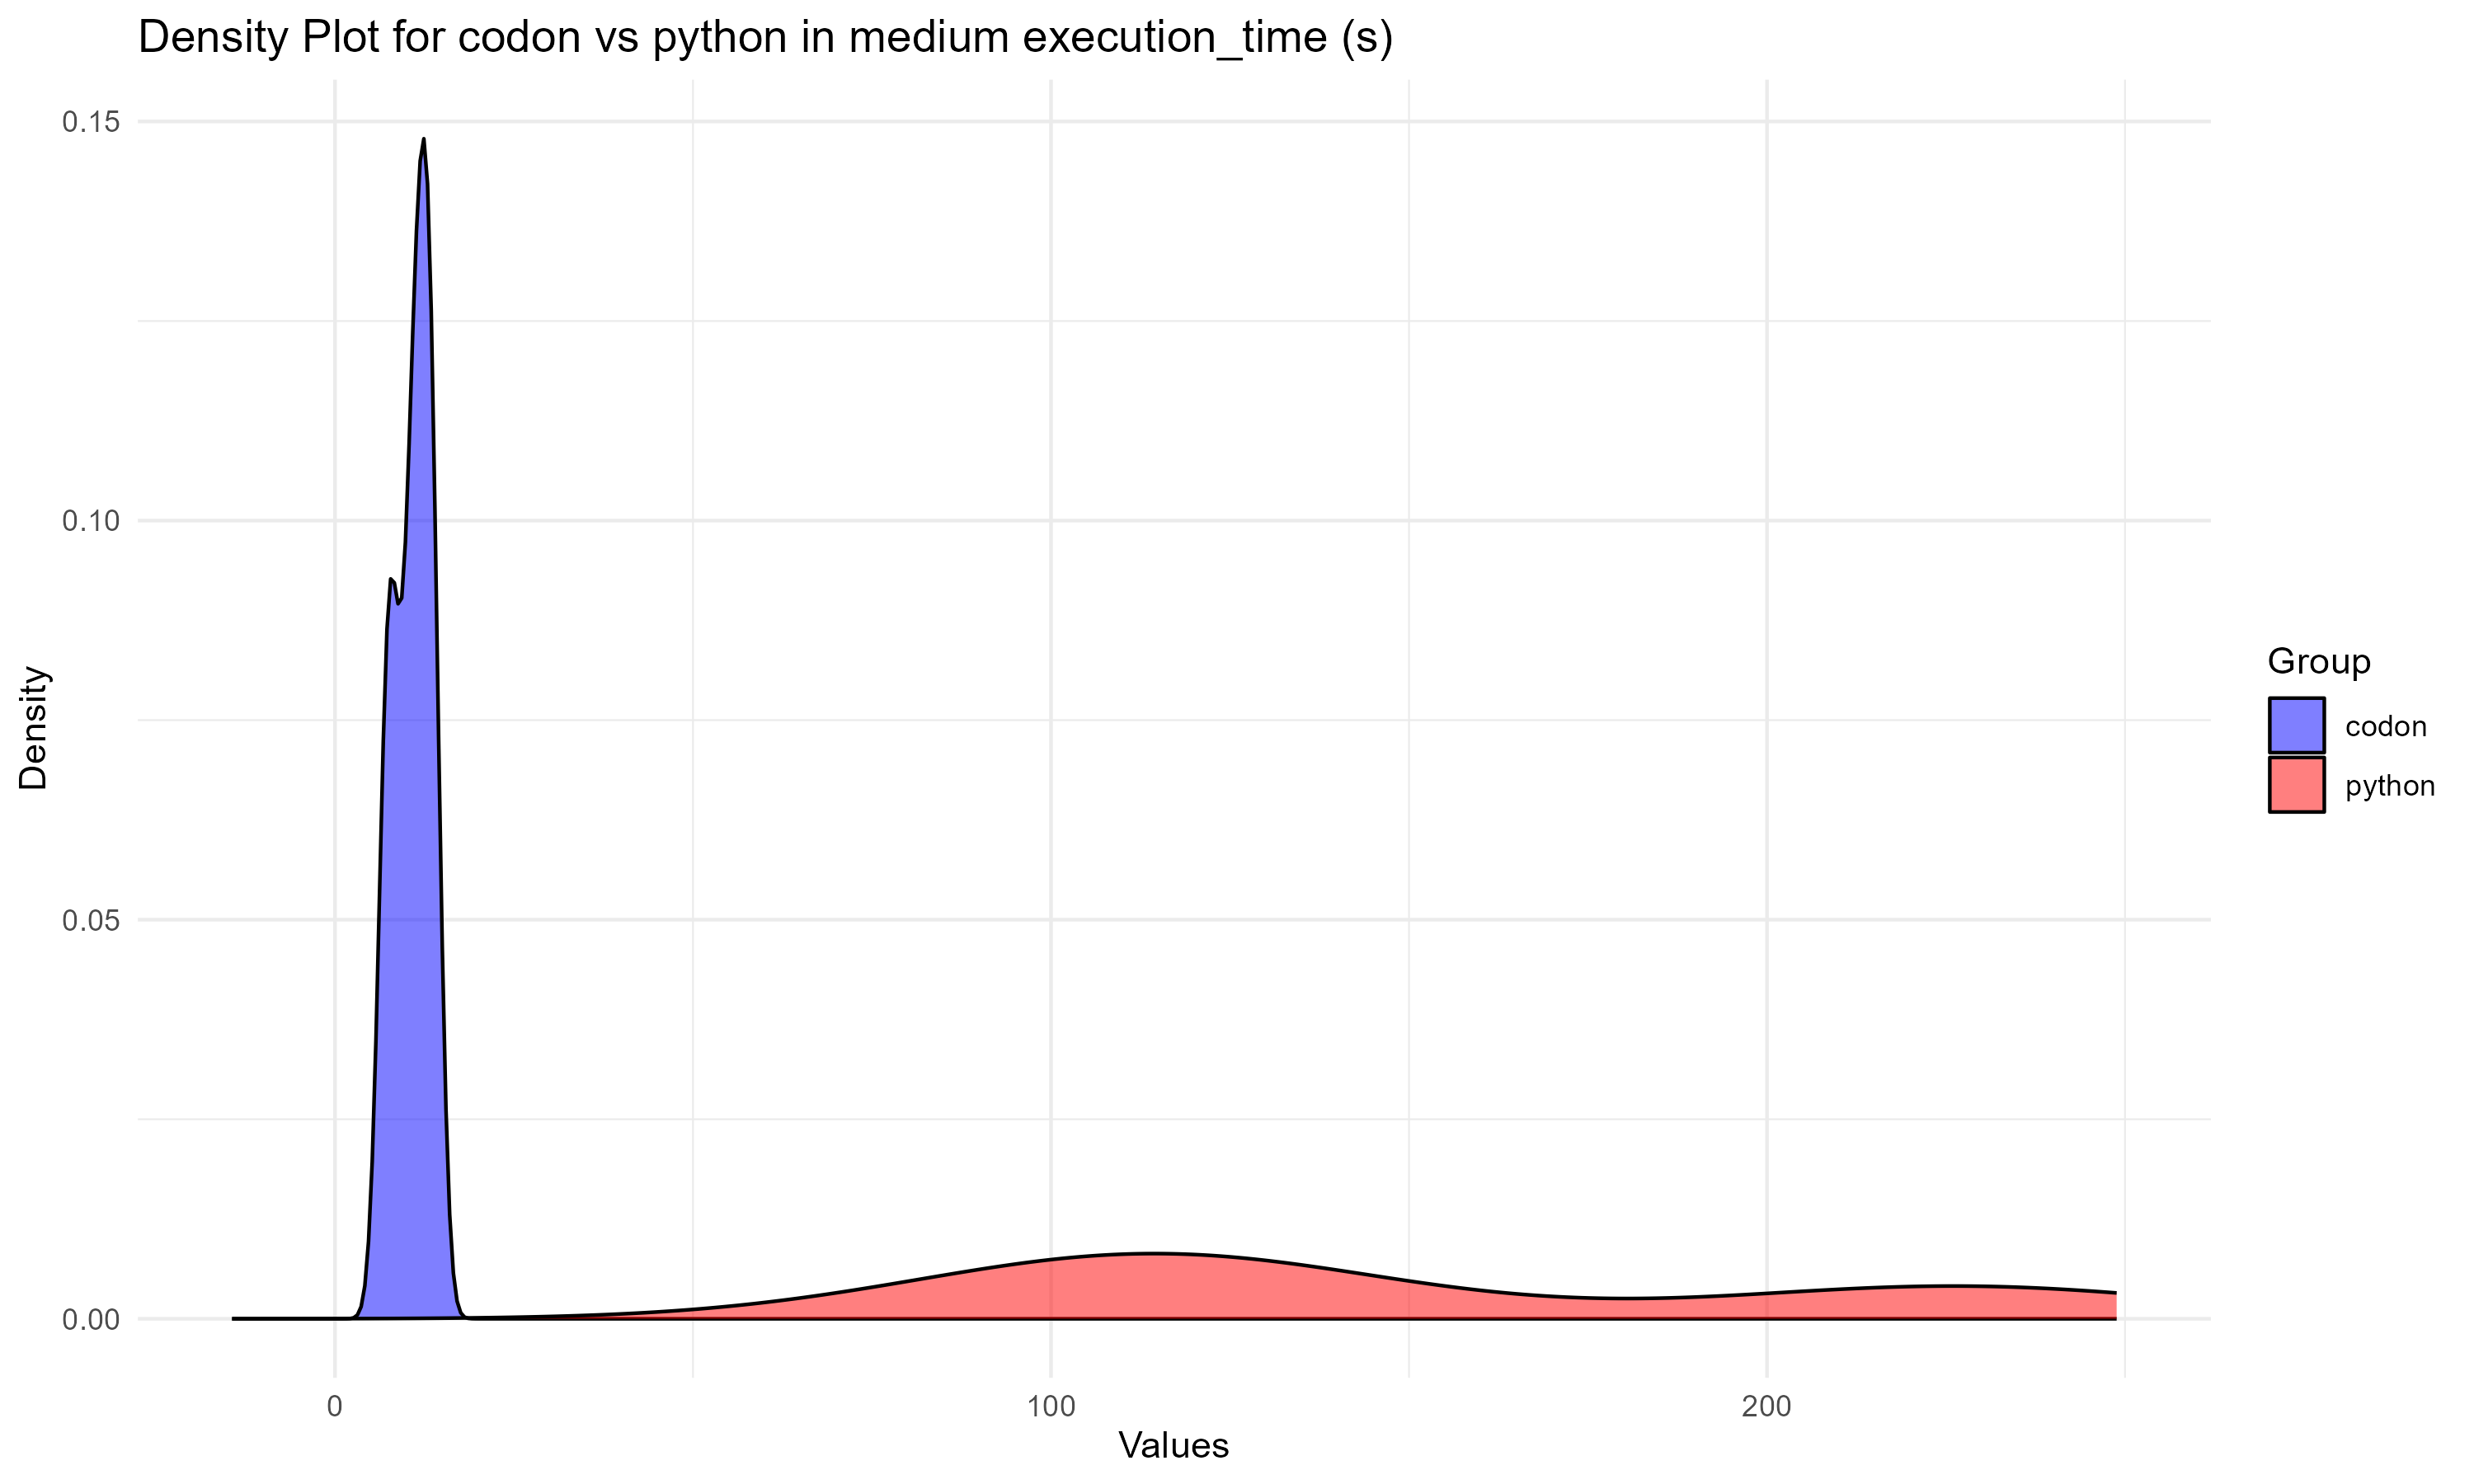 Density Plot for codon vs python in medium execution_time (s)
0.15
0.10
0.05
0.00
Density
0
100
200
Values
Group
codon
python